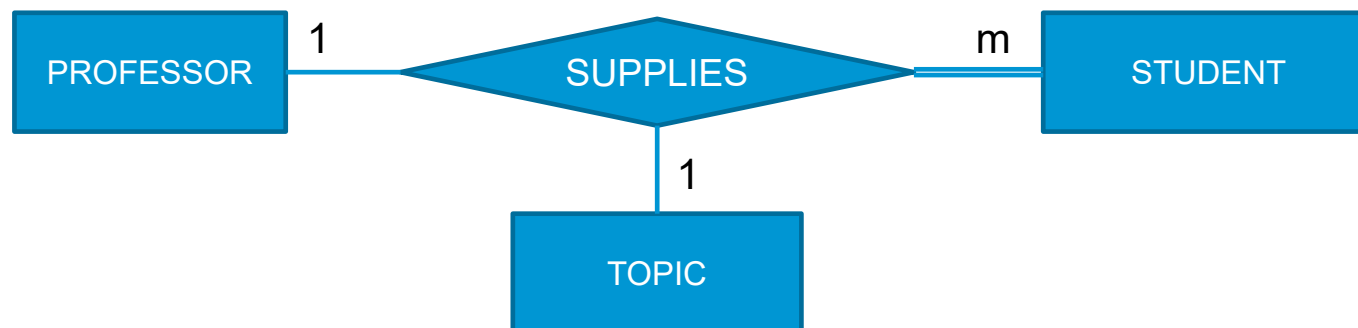 1
m
PROFESSOR
SUPPLIES
STUDENT
1
TOPIC